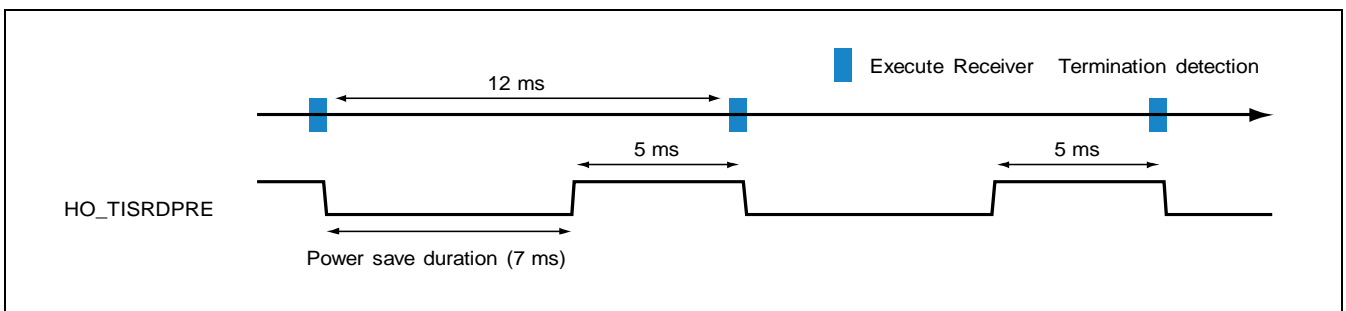 Execute Receiver Termination detection
12 ms
5 ms
5 ms
HO_TISRDPRE
Power save duration (7 ms)